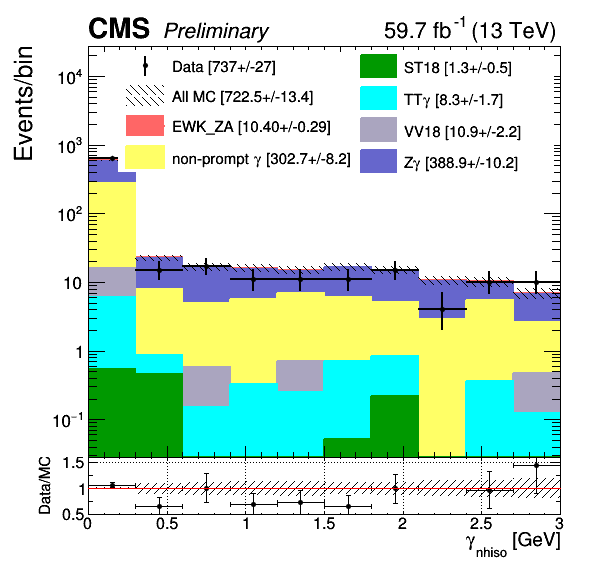 CMS Preliminary 59.7 fb⁻¹ (13 TeV)
Events/bin
Data [737+/-27]
All MC [722.5+/-13.4]
EWK_ZA [10.40+/-0.29]
non-prompt γ [302.7+/-8.2]
ST18 [1.3+/-0.5]
TTγ [8.3+/-1.7]
VV18 [10.9+/-2.2]
Zγ [388.9+/-10.2]
10⁴
10³
10²
10
1
10⁻¹
Data/MC
1.5
1
0.5
0 0.5 1 1.5 2 2.5 3
γnhiso [GeV]